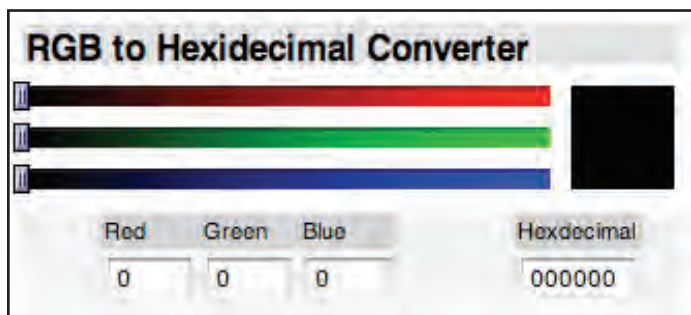 RGB to Hexidecimal Converter
Red Green Blue Hexdecimal
0 0 0 000000